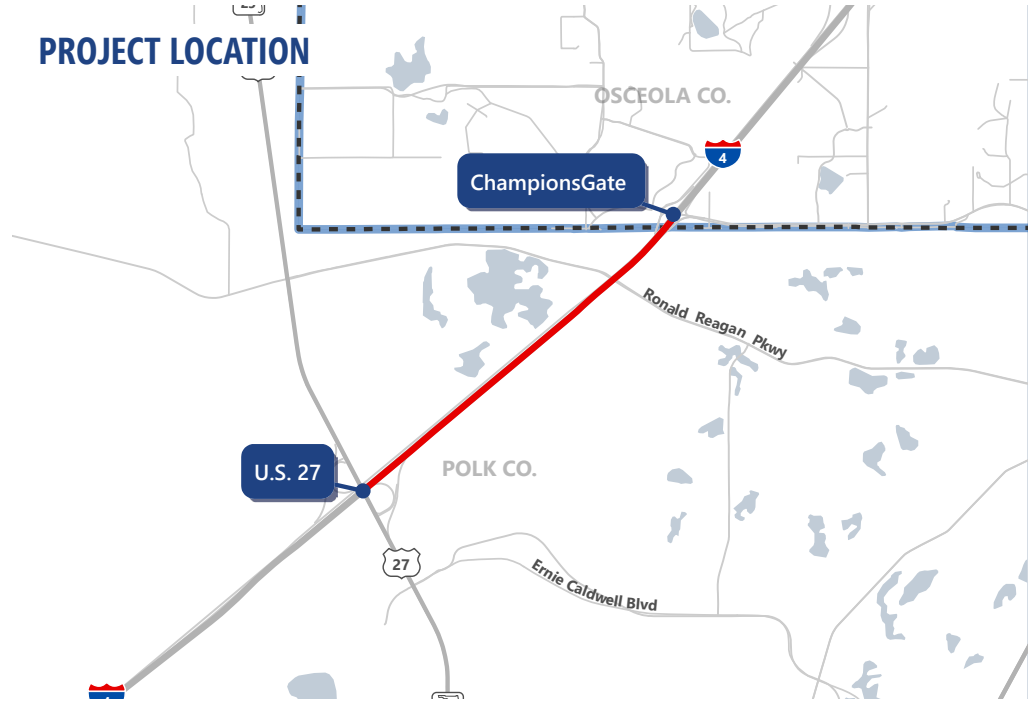 PROJECT LOCATION
OSCEOLA CO.
4
ChampionsGate
Ronald Reagan Pkwy
POLK CO.
U.S. 27
27
Ernie Caldwell Blvd